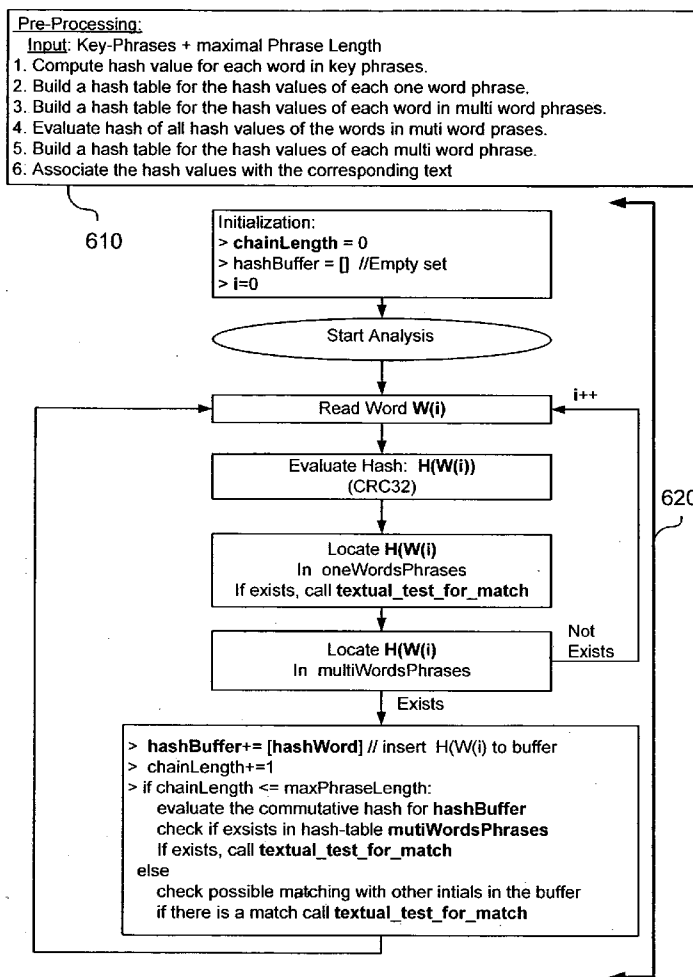 Pre-Processing:
Input: Key-Phrases + maximal Phrase Length
1. Compute hash value for each word in key phrases.
2. Build a hash table for the hash values of each one word phrase.
3. Build a hash table for the hash values of each word in multi word phrases.
4. Evaluate hash of all hash values of the words in muti word prases.
5. Build a hash table for the hash values of each multi word phrase.
6: Associate the hash values with the corresponding text
610
Initialization:
> chainLength = 0
> hashBuffer = [] //Empty set
> i=0
Start Analysis
Read Word W(i)
i++
Evaluate Hash: H(W(i))
(CRC32)
620
Locate H(W(i)
In oneWordsPhrases
If exists, call textual_test_for_match
Locate H(W(i)
In multiWordsPhrases
Not
Exists
Exists
> hashBuffer+= [hashWord] // insert H(W(i) to buffer
> chainLength+=1
> if chainLength <= maxPhraseLength:
evaluate the commutative hash for hashBuffer
check if exsists in hash-table mutiWordsPhrases
If exists, call textual_test_for_match
else
check possible matching with other intials in the buffer
if there is a match call textual_test_for_match